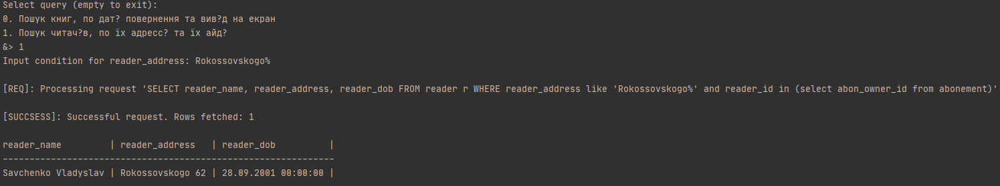 Select query (empty to exit):
0. Пошук книг, по дат? повернення та вив?д на екран
1. Пошук читач?в, по їх адресс? та їх айд?
&> 1
Input condition for reader_address: Rokossovskogo%
[REQ]: Processing request 'SELECT reader_name, reader_address, reader_dob FROM reader r WHERE reader_address like 'Rokossovskogo%' and reader_id in (select abon_owner_id from abonement)'
[SUCCSESS]: Successful request. Rows fetched: 1
reader_name | reader_address | reader_dob |
--------------------------------------------------------------
Savchenko Vladyslav | Rokossovskogo 62 | 28.09.2001 00:00:00 |